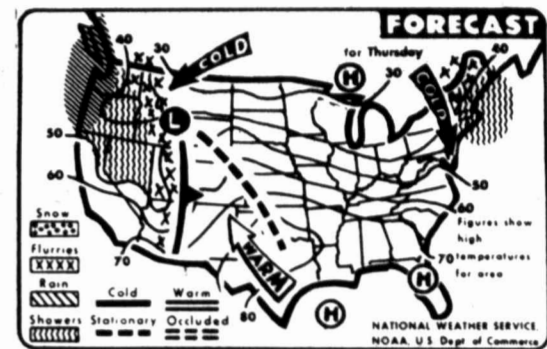 FORECAST
for Thursday
COLD
COLD
WARM
H
H
H
L
40
30
50
60
70
80
30
40
50
60
70
Figures show
high
temperatures
for area
Snow
Flurries
XXXX
Rain
Showers
Cold
Warm
Stationary
Occluded
NATIONAL WEATHER SERVICE,
NOAA, U.S. Dept of Commerce